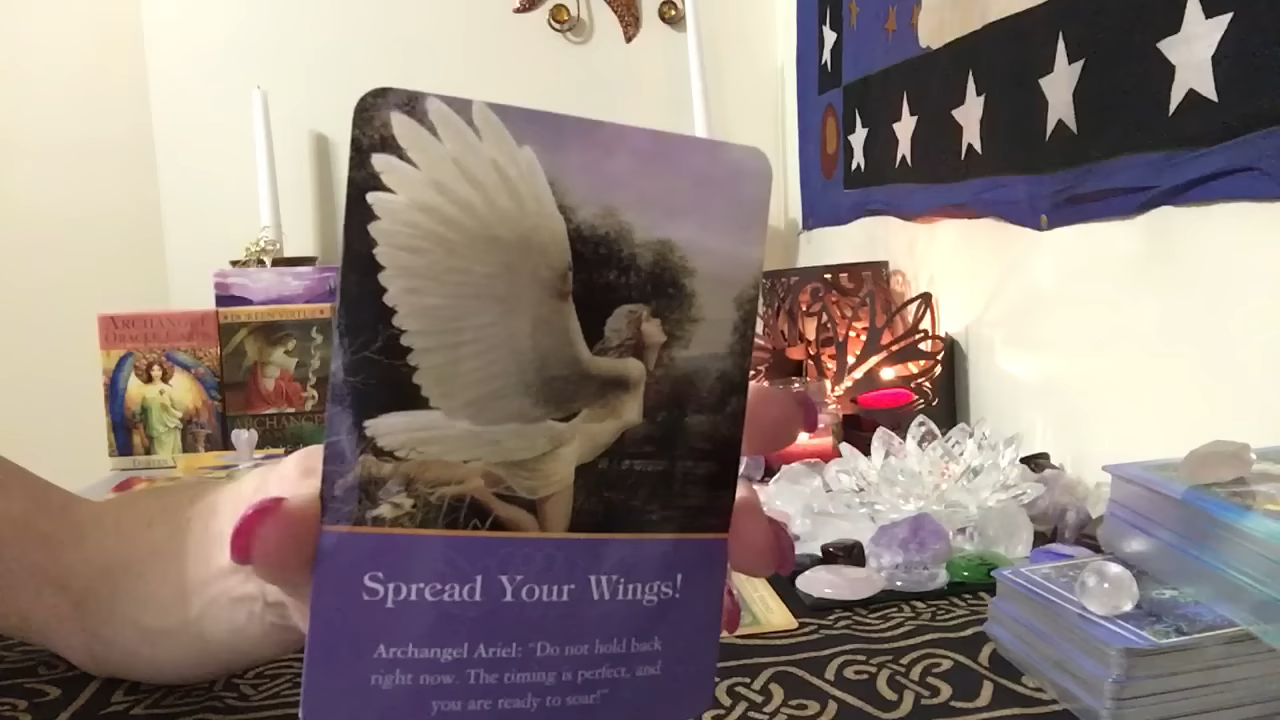 ARCHANGEL
ORACLE CARDS
DOREEN VIRTUE
Spread Your Wings!
Archangel Ariel: "Do not hold back
right now. The timing is perfect, and
you are ready to soar!"